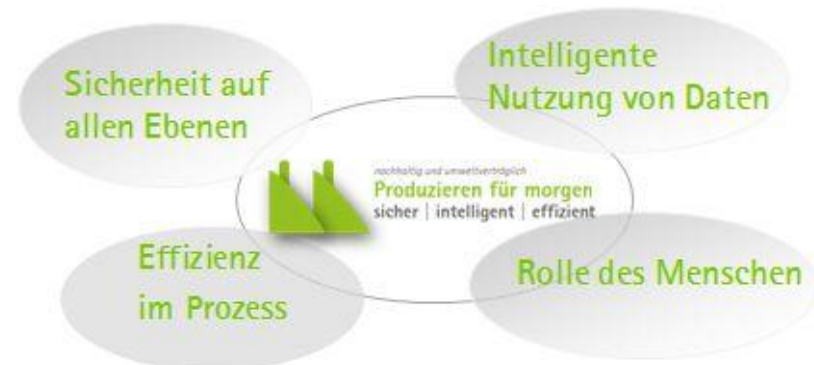 Sicherheit auf
allen Ebenen
Intelligente
Nutzung von Daten
nachhaltig und umweltverträglich
Produzieren für morgen
sicher | intelligent | effizient
Effizienz
im Prozess
Rolle des Menschen